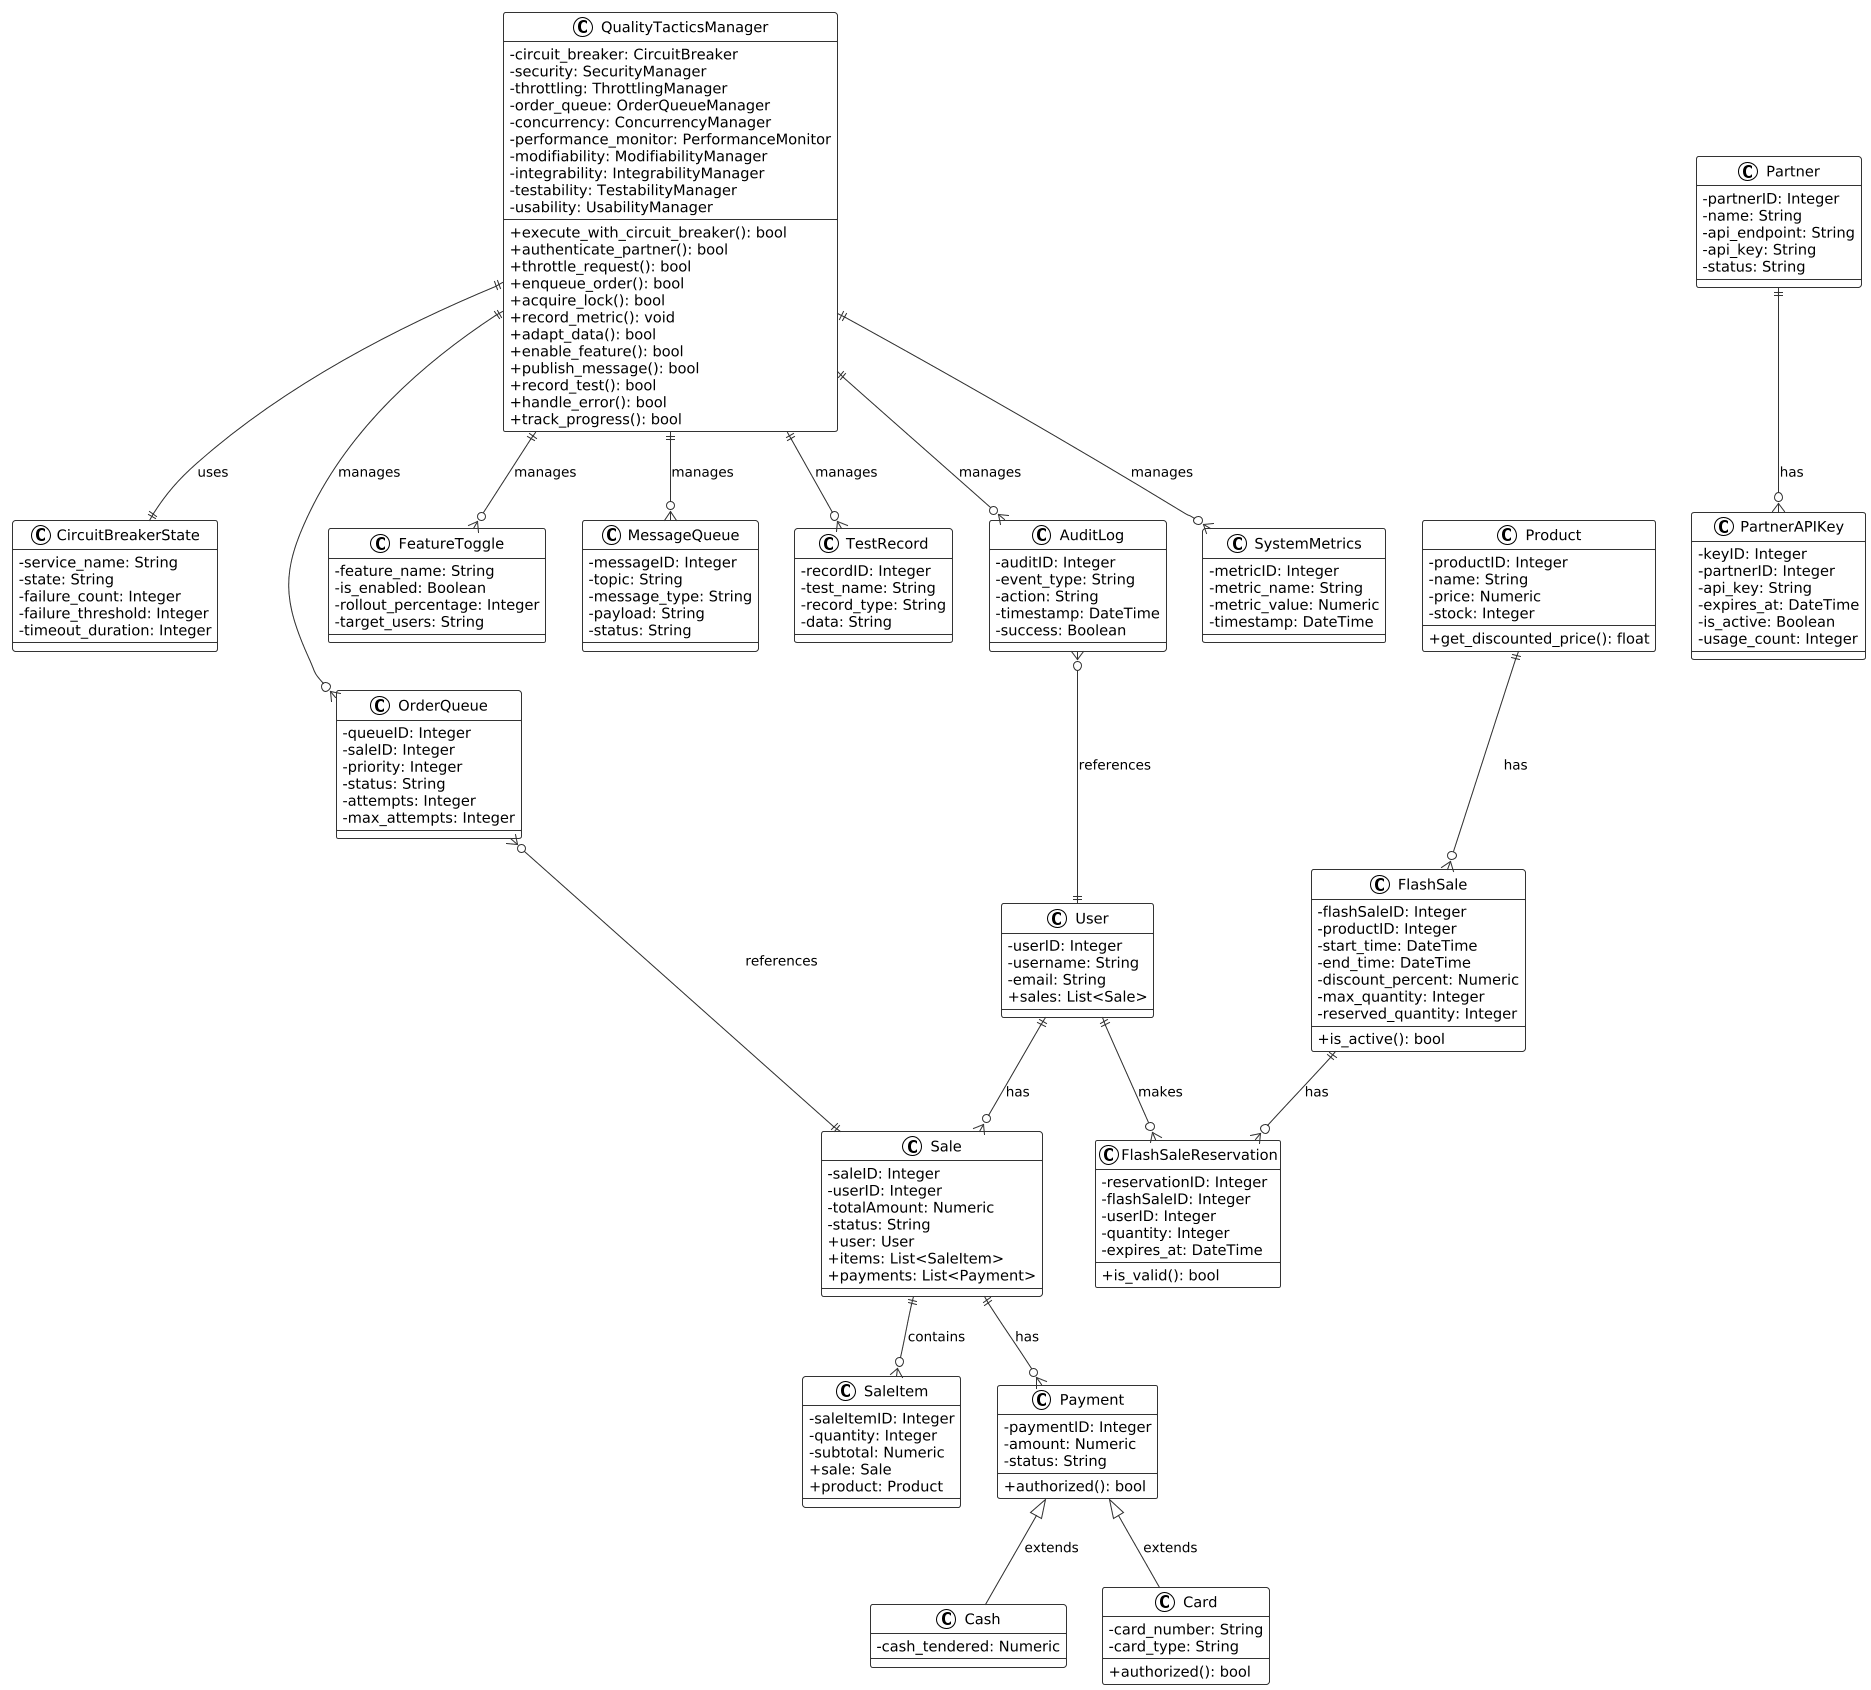 C QualityTacticsManager
-circuit_breaker: CircuitBreaker
-security: SecurityManager
-throttling: ThrottlingManager
-order_queue: OrderQueueManager
-concurrency: ConcurrencyManager
-performance_monitor: PerformanceMonitor
-modifiability: ModifiabilityManager
-integrability: IntegrabilityManager
-testability: TestabilityManager
-usability: UsabilityManager
+execute_with_circuit_breaker(): bool
+authenticate_partner(): bool
+throttle_request(): bool
+enqueue_order(): bool
+acquire_lock(): bool
+record_metric(): void
+adapt_data(): bool
+enable_feature(): bool
+publish_message(): bool
+record_test(): bool
+handle_error(): bool
+track_progress(): bool
C Partner
-partnerID: Integer
-name: String
-api_endpoint: String
-api_key: String
-status: String
uses
manages
manages
manages
manages
manages
manages
has
C CircuitBreakerState
-service_name: String
-state: String
-failure_count: Integer
-failure_threshold: Integer
-timeout_duration: Integer
C FeatureToggle
-feature_name: String
-is_enabled: Boolean
-rollout_percentage: Integer
-target_users: String
C MessageQueue
-messageID: Integer
-topic: String
-message_type: String
-payload: String
-status: String
C TestRecord
-recordID: Integer
-test_name: String
-record_type: String
-data: String
C AuditLog
-auditID: Integer
-event_type: String
-action: String
-timestamp: DateTime
-success: Boolean
C SystemMetrics
-metricID: Integer
-metric_name: String
-metric_value: Numeric
-timestamp: DateTime
C Product
-productID: Integer
-name: String
-price: Numeric
-stock: Integer
+get_discounted_price(): float
C PartnerAPIKey
-keyID: Integer
-partnerID: Integer
-api_key: String
-expires_at: DateTime
-is_active: Boolean
-usage_count: Integer
C OrderQueue
-queueID: Integer
-saleID: Integer
-priority: Integer
-status: String
-attempts: Integer
-max_attempts: Integer
references
has
references
C User
-userID: Integer
-username: String
-email: String
+sales: List<Sale>
C FlashSale
-flashSaleID: Integer
-productID: Integer
-start_time: DateTime
-end_time: DateTime
-discount_percent: Numeric
-max_quantity: Integer
-reserved_quantity: Integer
+is_active(): bool
has
makes
has
C Sale
-saleID: Integer
-userID: Integer
-totalAmount: Numeric
-status: String
+user: User
+items: List<SaleItem>
+payments: List<Payment>
C FlashSaleReservation
-reservationID: Integer
-flashSaleID: Integer
-userID: Integer
-quantity: Integer
-expires_at: DateTime
+is_valid(): bool
contains
has
C SaleItem
-saleItemID: Integer
-quantity: Integer
-subtotal: Numeric
+sale: Sale
+product: Product
C Payment
-paymentID: Integer
-amount: Numeric
-status: String
+authorized(): bool
extends
extends
C Cash
-cash_tendered: Numeric
C Card
-card_number: String
-card_type: String
+authorized(): bool